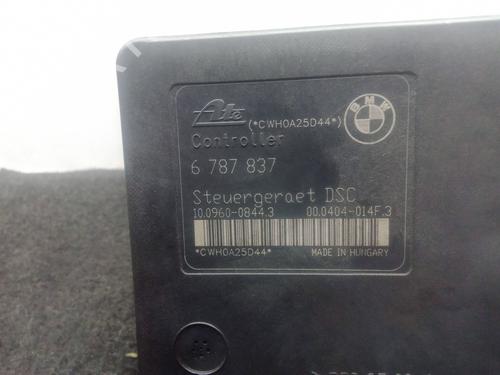 Ate
(*CWH0A25D44*)
BMW
Controller
6 787 837
Steuergeraet DSC
10.0960-0844.3 00.0404-014F.3
*CWH0A25D44* MADE IN HUNGARY